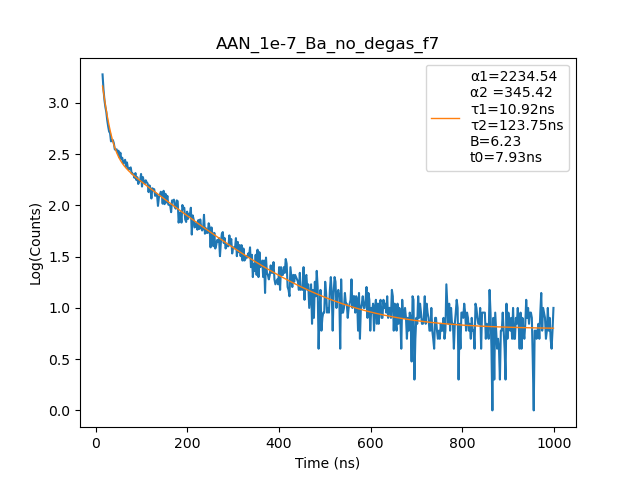 AAN_1e-7_Ba_no_degas_f7
α1=2234.54
α2 =345.42
τ1=10.92ns
τ2=123.75ns
B=6.23
t0=7.93ns
Log(Counts)
3.0
2.5
2.0
1.5
1.0
0.5
0.0
0 200 400 600 800 1000
Time (ns)